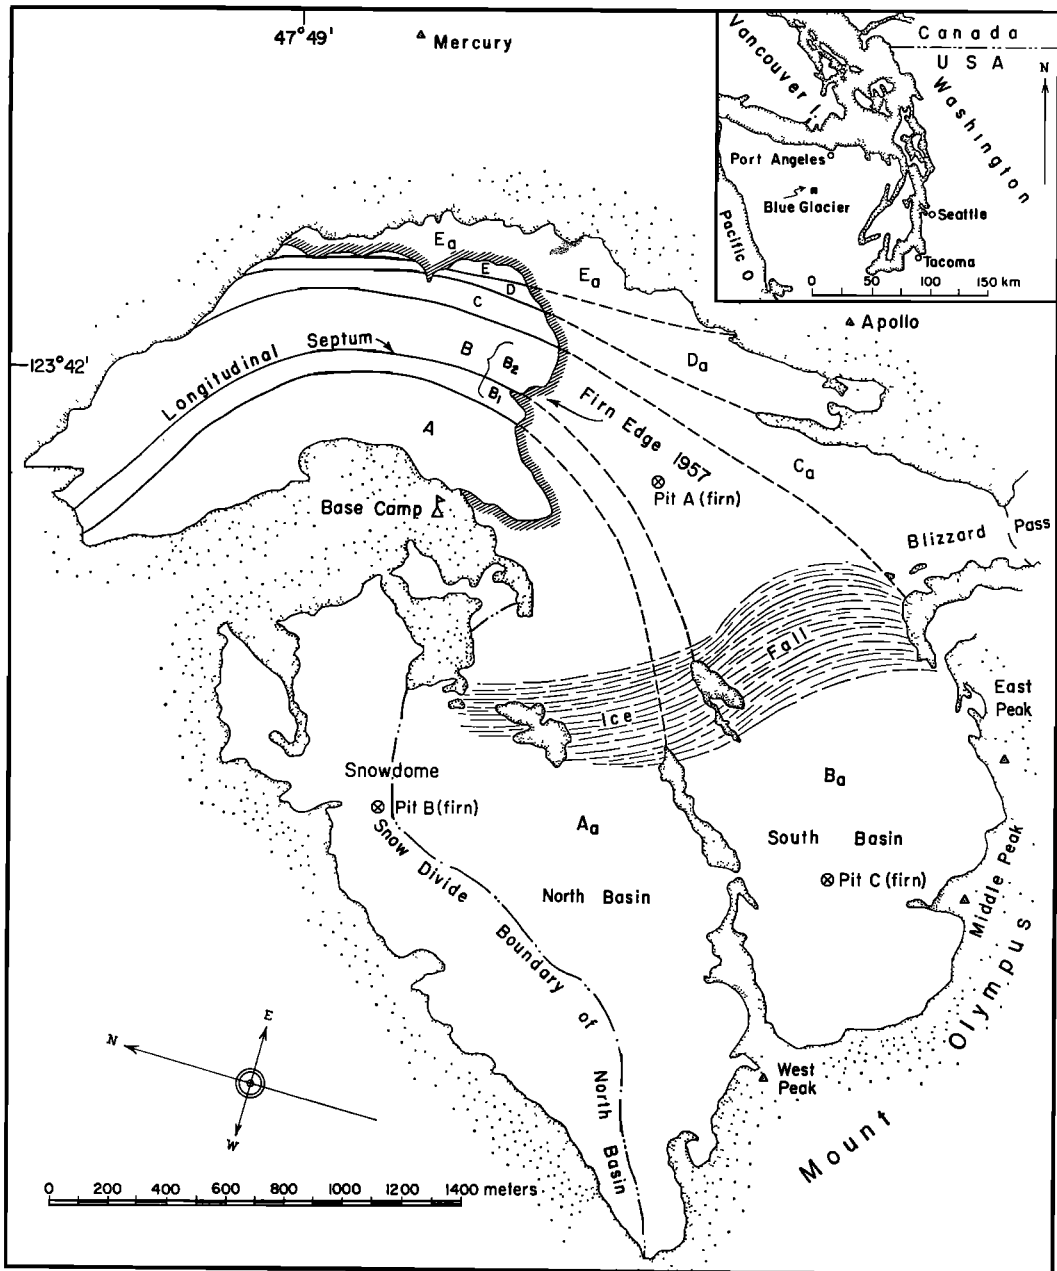 47°49'
Mercury
Canada
U S A
N
Vancouver I.
Washington
Port Angeles
Blue Glacier
Seattle
Pacific O
Tacoma
0 50 100 150 km
Ea
Ea
E
D
C
Apollo
123°42'
Longitudinal Septum
B
B2
B1
Da
Firn Edge 1957
A
Ca
Pit A (firn)
Base Camp
Blizzard Pass
Ice Fall
East Peak
Snowdome
Pit B (firn)
Ba
Aa
South Basin
Pit C (firn)
Middle Peak
North Basin
Snow Divide Boundary of North Basin
Mount Olympus
West Peak
N
E
W
0 200 400 600 800 1000 1200 1400 meters